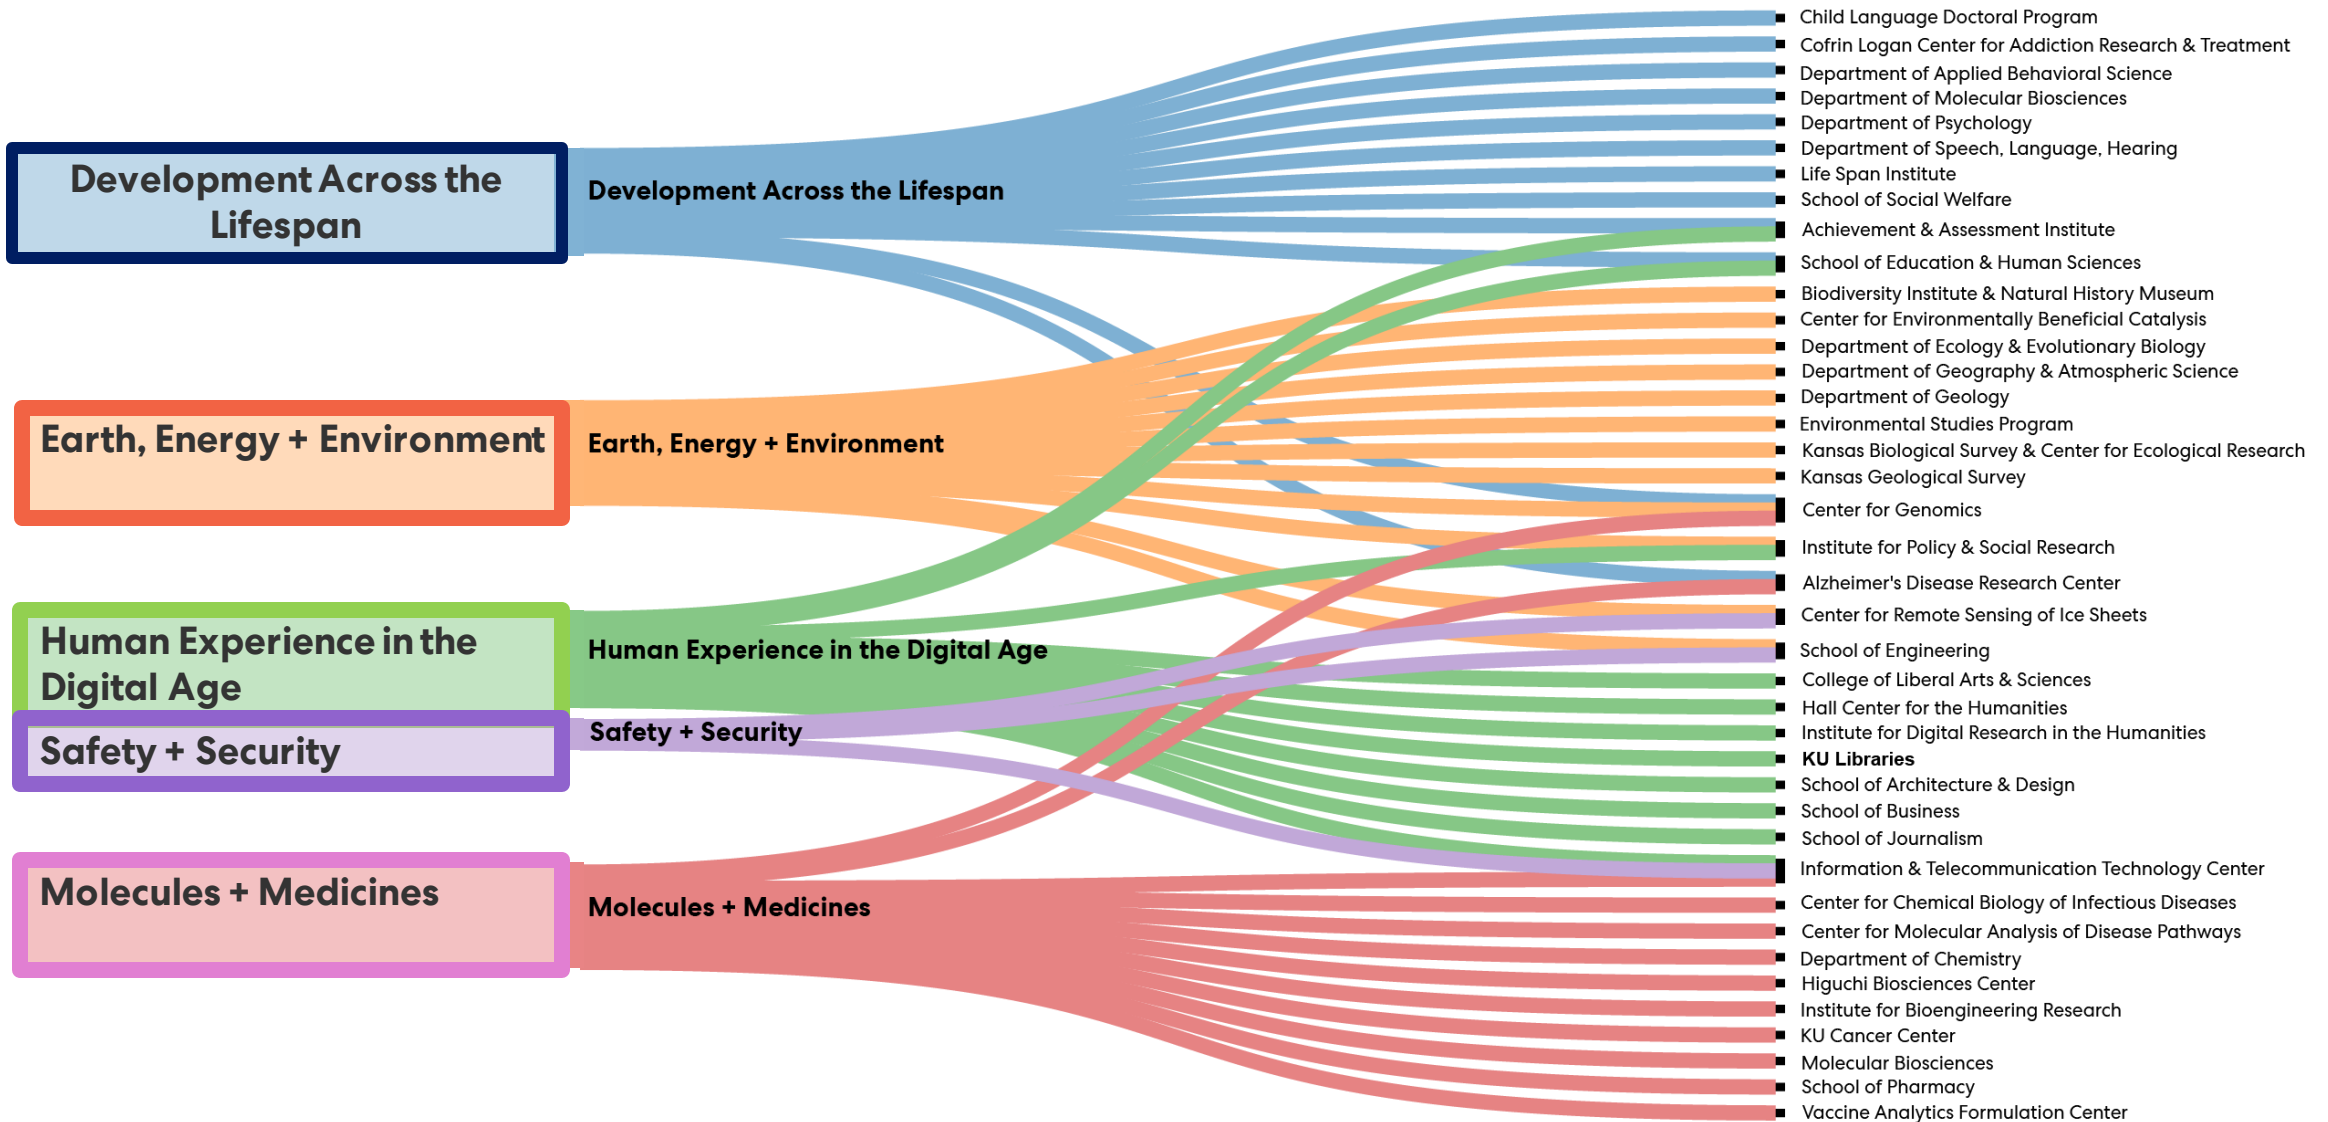 Development Across the
Lifespan
Earth, Energy + Environment
Human Experience in the
Digital Age
Safety + Security
Molecules + Medicines
Development Across the Lifespan
Earth, Energy + Environment
Human Experience in the Digital Age
Safety + Security
Molecules + Medicines
Child Language Doctoral Program
Cofrin Logan Center for Addiction Research & Treatment
Department of Applied Behavioral Science
Department of Molecular Biosciences
Department of Psychology
Department of Speech, Language, Hearing
Life Span Institute
School of Social Welfare
Achievement & Assessment Institute
School of Education & Human Sciences
Biodiversity Institute & Natural History Museum
Center for Environmentally Beneficial Catalysis
Department of Ecology & Evolutionary Biology
Department of Geography & Atmospheric Science
Department of Geology
Environmental Studies Program
Kansas Biological Survey & Center for Ecological Research
Kansas Geological Survey
Center for Genomics
Institute for Policy & Social Research
Alzheimer's Disease Research Center
Center for Remote Sensing of Ice Sheets
School of Engineering
College of Liberal Arts & Sciences
Hall Center for the Humanities
Institute for Digital Research in the Humanities
KU Libraries
School of Architecture & Design
School of Business
School of Journalism
Information & Telecommunication Technology Center
Center for Chemical Biology of Infectious Diseases
Center for Molecular Analysis of Disease Pathways
Department of Chemistry
Higuchi Biosciences Center
Institute for Bioengineering Research
KU Cancer Center
Molecular Biosciences
School of Pharmacy
Vaccine Analytics Formulation Center